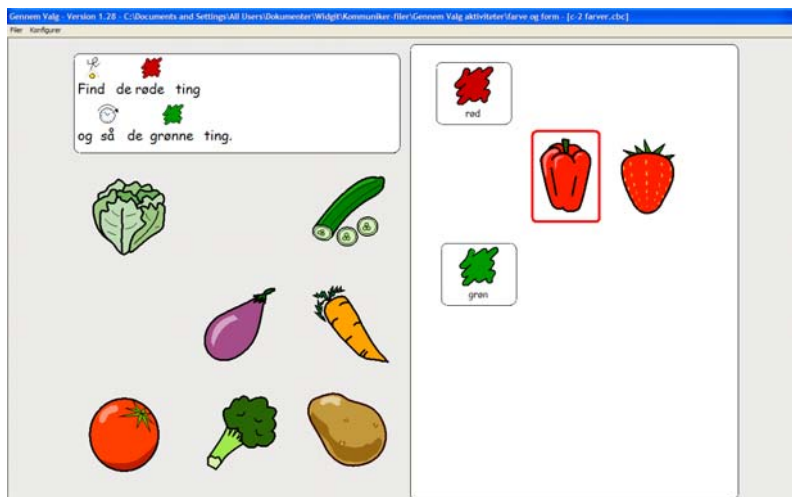 Gennem Valg - Version 1.28 - C:\Documents and Settings\All Users\Dokumenter\Widgit\Kommuniker-filer\Gennem Valg aktiviteter\farve og form - [c-2 farver.cbc]
Filer Konfigurer
Find de røde ting
og så de grønne ting.
rød
grøn